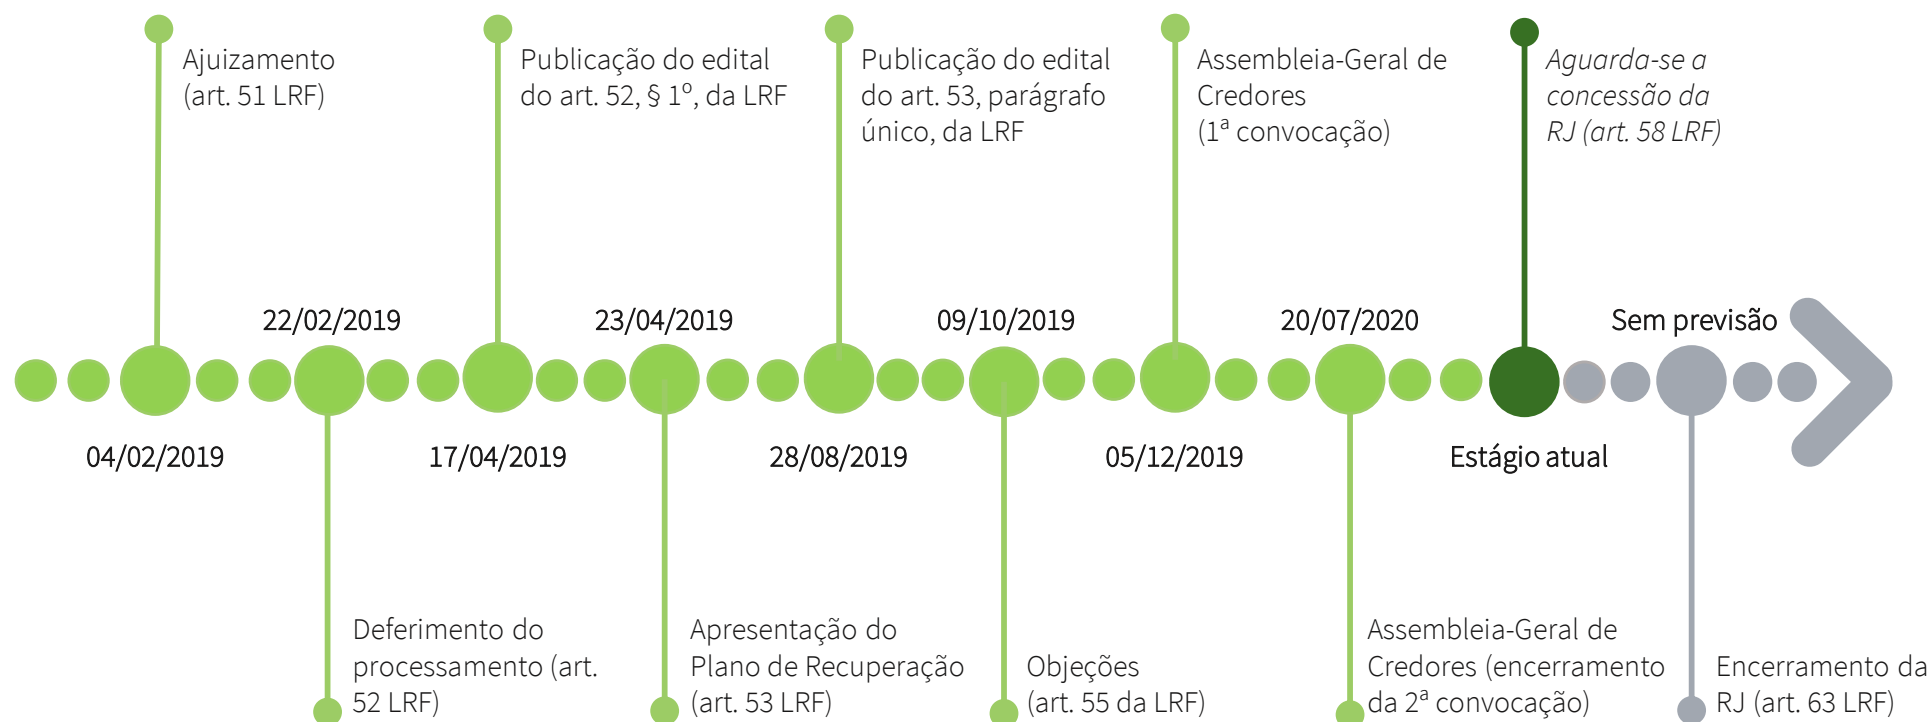 Ajuizamento
(art. 51 LRF)
04/02/2019
22/02/2019
Deferimento do
processamento (art.
52 LRF)
Publicação do edital
do art. 52, § 1º, da LRF
17/04/2019
23/04/2019
Apresentação do
Plano de Recuperação
(art. 53 LRF)
Publicação do edital
do art. 53, parágrafo
único, da LRF
28/08/2019
09/10/2019
Objeções
(art. 55 da LRF)
Assembleia-Geral de
Credores
(1ª convocação)
05/12/2019
20/07/2020
Assembleia-Geral de
Credores (encerramento
da 2ª convocação)
Aguarda-se a
concessão da
RJ (art. 58 LRF)
Estágio atual
Sem previsão
Encerramento da
RJ (art. 63 LRF)